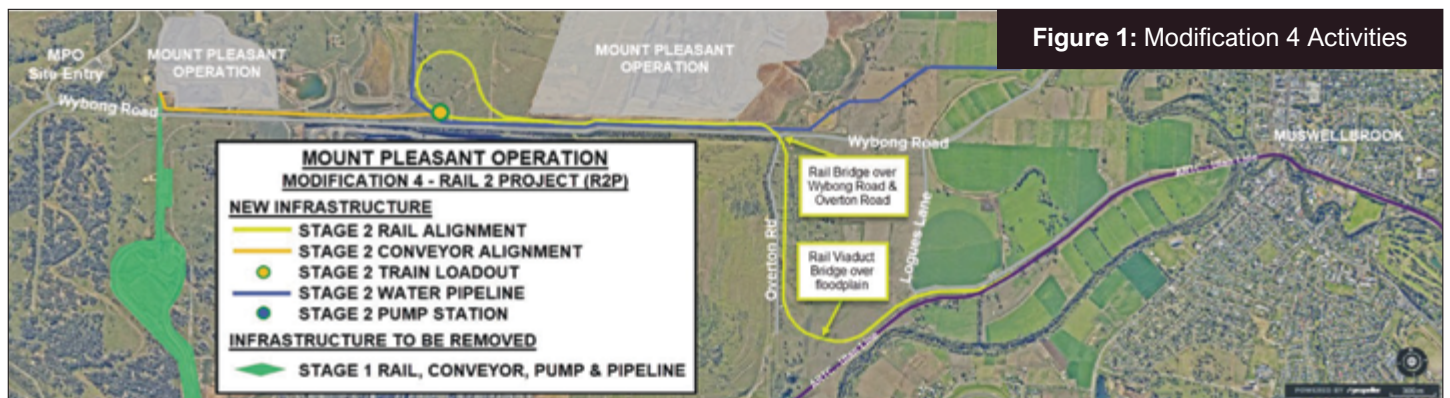 Figure 1: Modification 4 Activities
MPO
Site Entry
MOUNT PLEASANT
OPERATION
MOUNT PLEASANT
OPERATION
Wybong Road
Wybong Road
MUSWELLBROOK
Rail Bridge over
Wybong Road &
Overton Road
Logues Lane
Overton Rd
Rail Viaduct
Bridge over
floodplain
MOUNT PLEASANT OPERATION
MODIFICATION 4 - RAIL 2 PROJECT (R2P)
NEW INFRASTRUCTURE
STAGE 2 RAIL ALIGNMENT
STAGE 2 CONVEYOR ALIGNMENT
STAGE 2 TRAIN LOADOUT
STAGE 2 WATER PIPELINE
STAGE 2 PUMP STATION
INFRASTRUCTURE TO BE REMOVED
STAGE 1 RAIL, CONVEYOR, PUMP & PIPELINE
POWERED BY